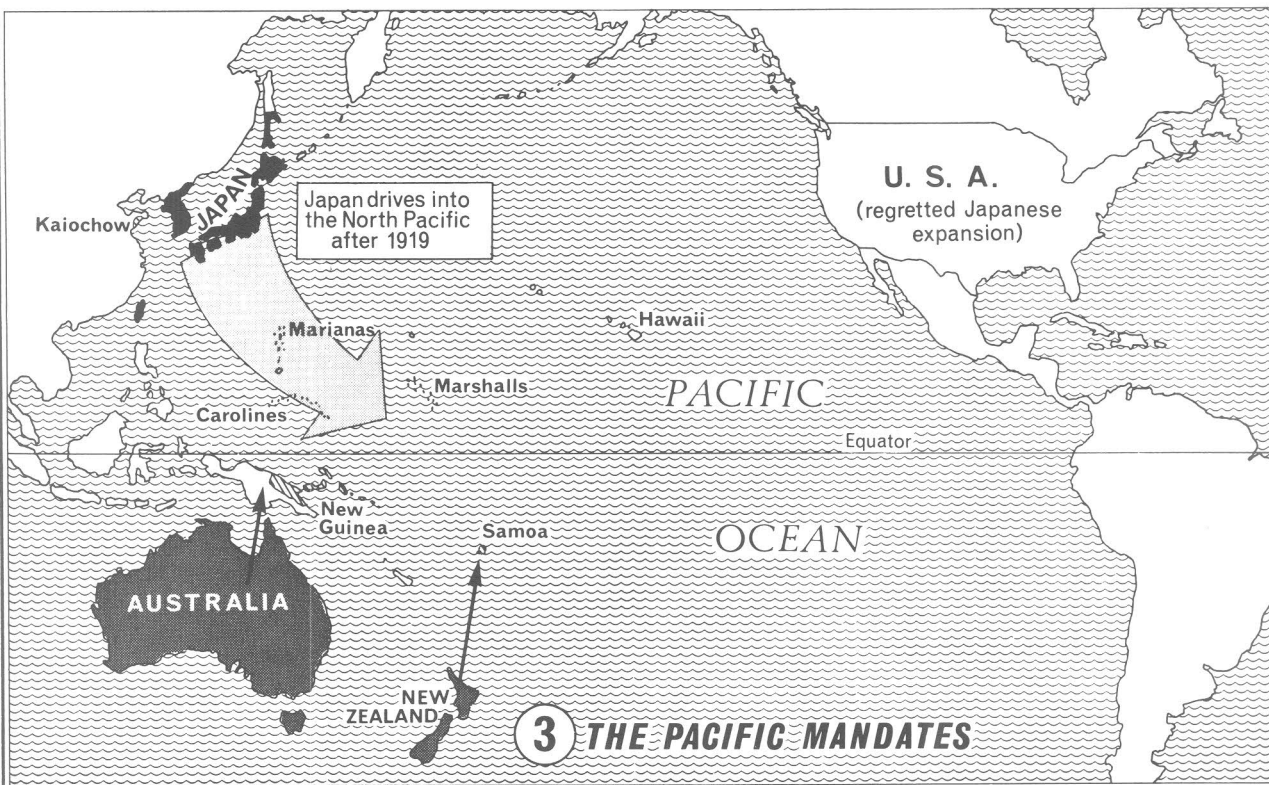 U. S. A.
(regretted Japanese
expansion)
JAPAN
Kaiochow
Japan drives into
the North Pacific
after 1919
Marianas
Hawaii
Marshalls
Carolines
PACIFIC
Equator
New
Guinea
Samoa
OCEAN
AUSTRALIA
NEW
ZEALAND
3 THE PACIFIC MANDATES